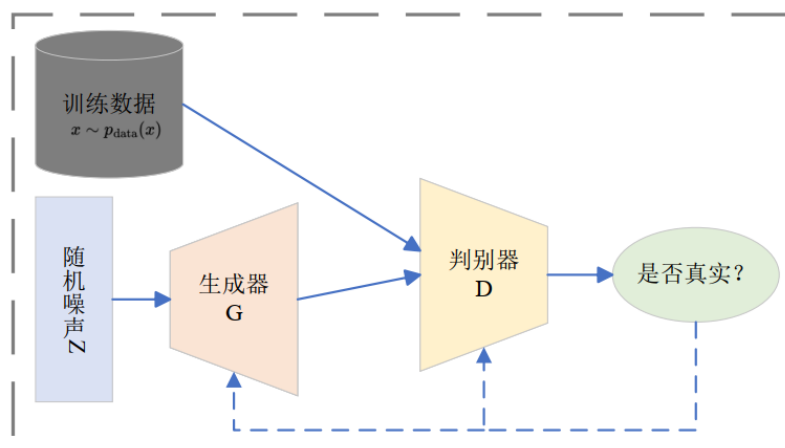 训练数据
x ∼ p_data(x)
随机噪声Z
生成器
G
判别器
D
是否真实？